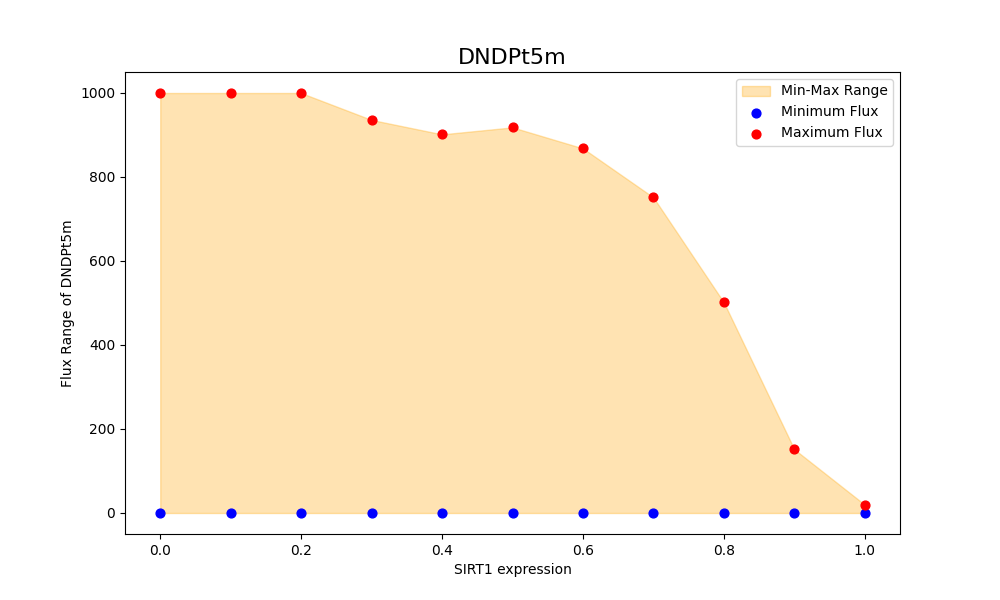 DNDPt5m
Min-Max Range
Minimum Flux
Maximum Flux
Flux Range of DNDPt5m
1000
800
600
400
200
0
0.0 0.2 0.4 0.6 0.8 1.0
SIRT1 expression